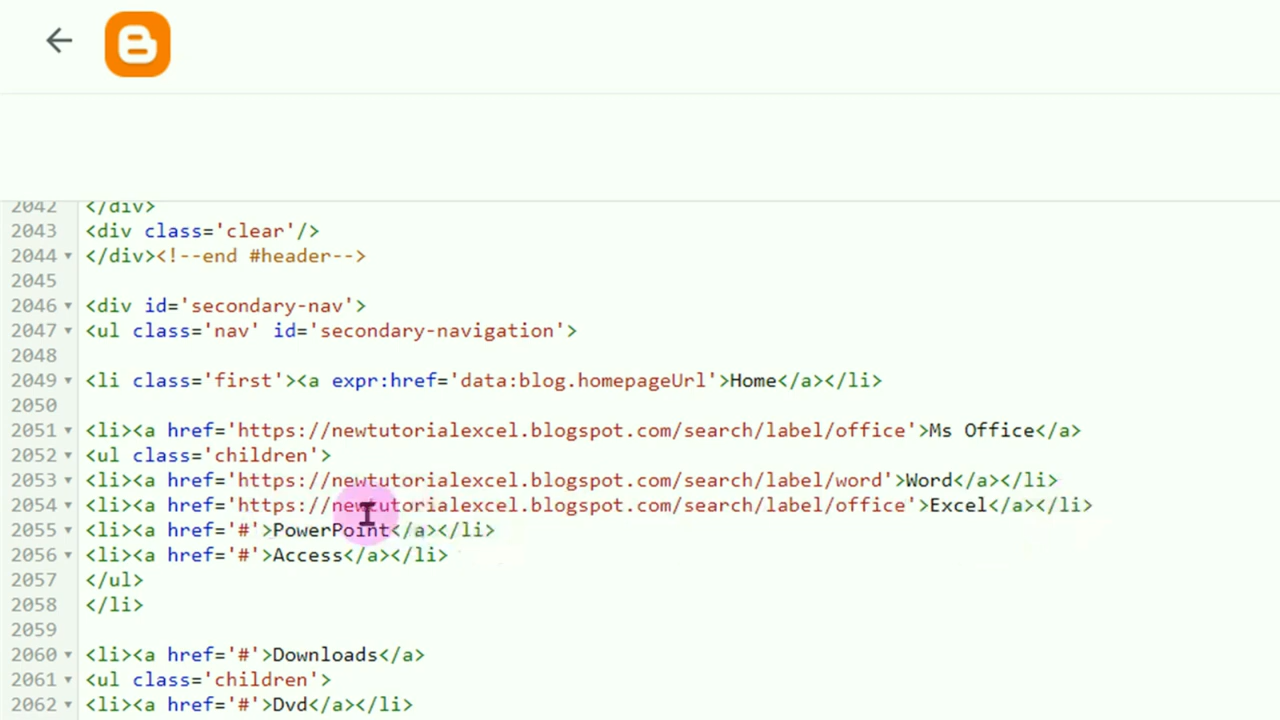 2042 </div>
2043 <div class='clear'/>
2044 </div><!--end #header-->
2045
2046 <div id='secondary-nav'>
2047 <ul class='nav' id='secondary-navigation'>
2048
2049 <li class='first'><a expr:href='data:blog.homepageUrl'>Home</a></li>
2050
2051 <li><a href='https://newtutorialexcel.blogspot.com/search/label/office'>Ms Office</a>
2052 <ul class='children'>
2053 <li><a href='https://newtutorialexcel.blogspot.com/search/label/word'>Word</a></li>
2054 <li><a href='https://newtutorialexcel.blogspot.com/search/label/office'>Excel</a></li>
2055 <li><a href='#'>PowerPoint</a></li>
2056 <li><a href='#'>Access</a></li>
2057 </ul>
2058 </li>
2059
2060 <li><a href='#'>Downloads</a>
2061 <ul class='children'>
2062 <li><a href='#'>Dvd</a></li>